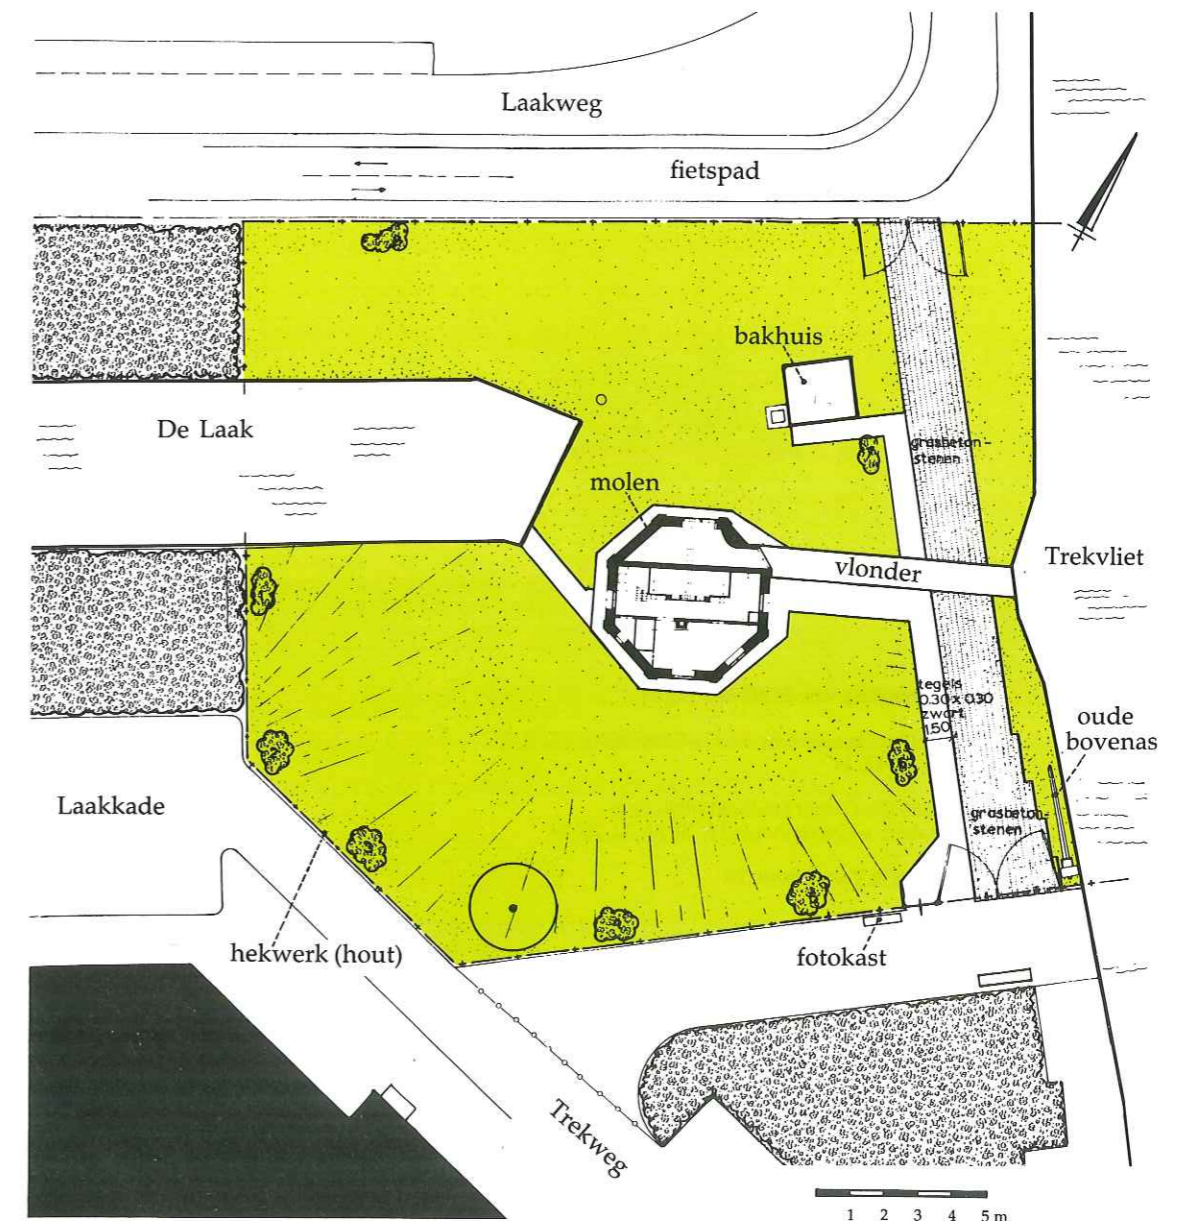 Laakweg
fietspad
bakhuis
De Laak
grasbeton-
stenen
molen
vlonder
Trekvliet
tegels
0.30 x 0.30
zwart
1.50
oude
bovenas
Laakkade
grasbeton-
stenen
hekwerk (hout)
fotokast
Trekweg
1 2 3 4 5 m